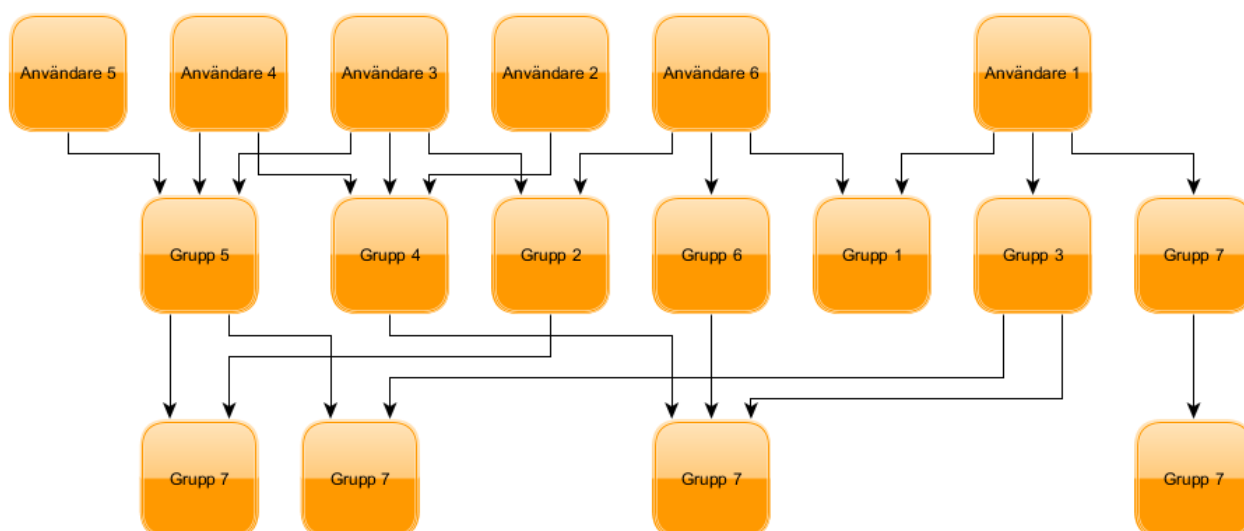 Användare 5
Användare 4
Användare 3
Användare 2
Användare 6
Användare 1
Grupp 5
Grupp 4
Grupp 2
Grupp 6
Grupp 1
Grupp 3
Grupp 7
Grupp 7
Grupp 7
Grupp 7
Grupp 7